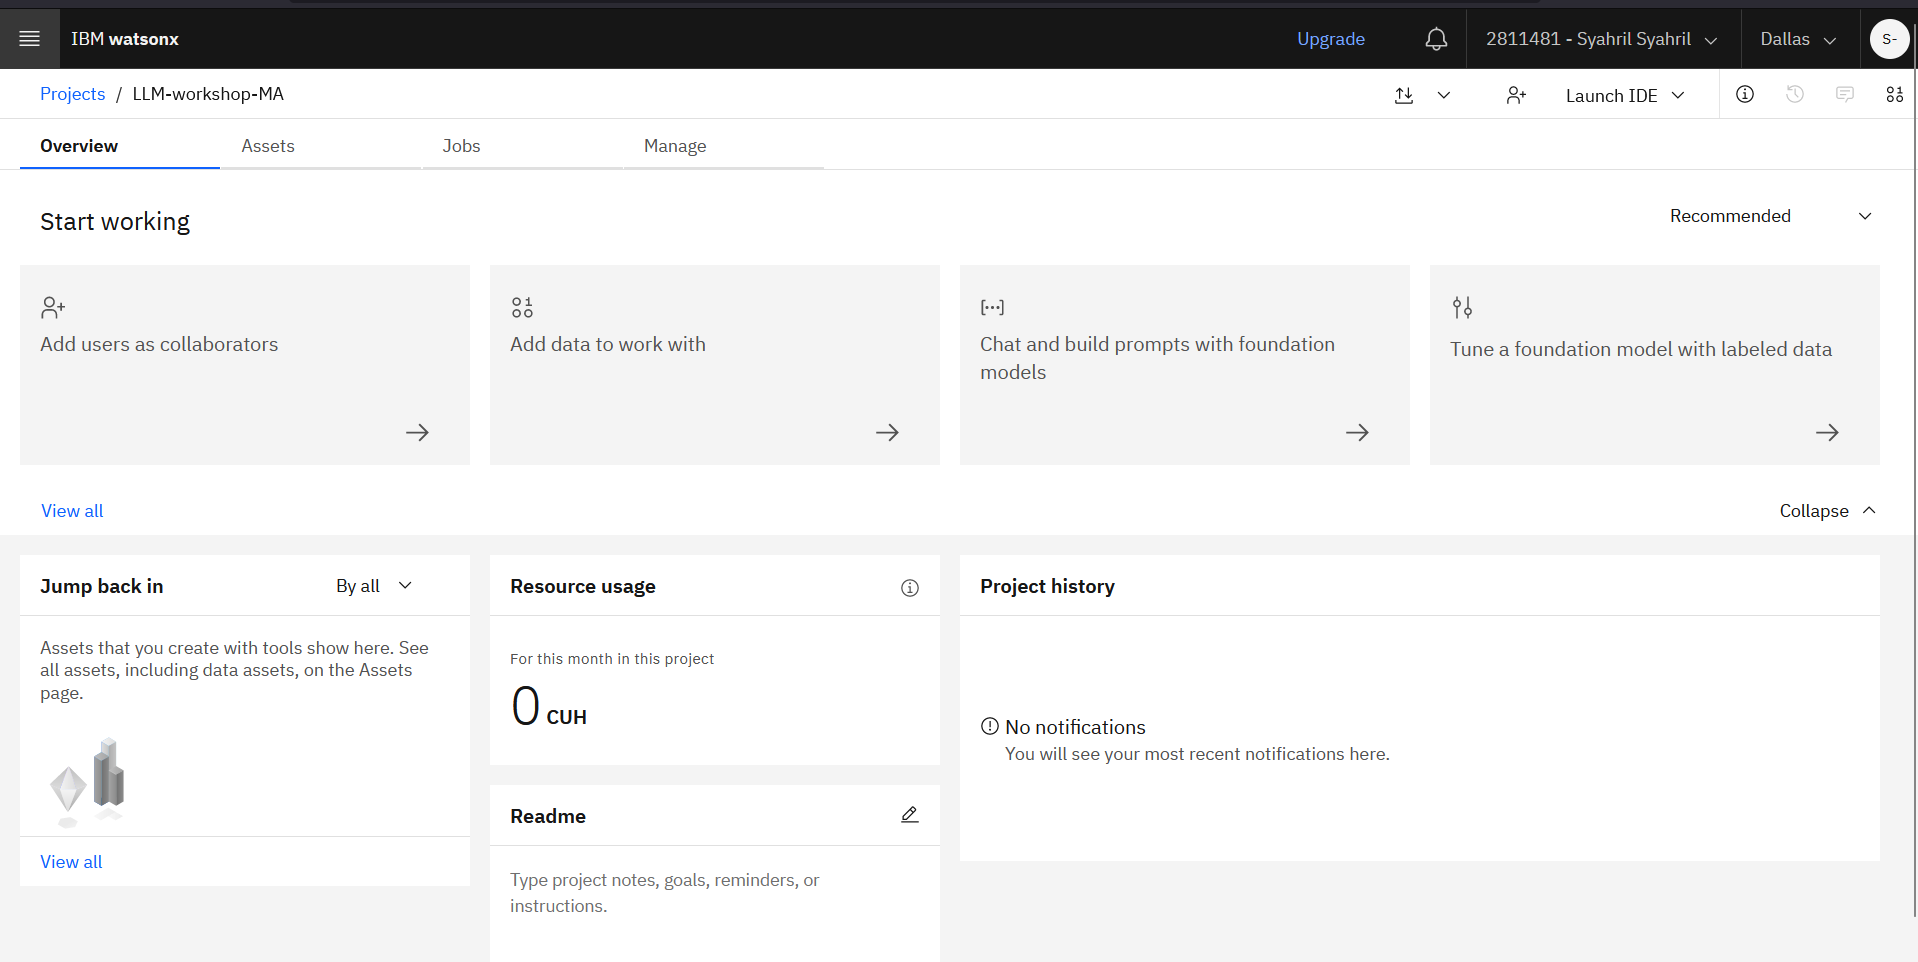 IBM watsonx
Upgrade
2811481 - Syahril Syahril
Dallas
S-
Projects / LLM-workshop-MA
Launch IDE
Overview
Assets
Jobs
Manage
Start working
Recommended
Add users as collaborators
Add data to work with
Chat and build prompts with foundation
models
Tune a foundation model with labeled data
View all
Collapse
Jump back in
By all
Assets that you create with tools show here. See
all assets, including data assets, on the Assets
page.
View all
Resource usage
For this month in this project
0 CUH
Readme
Type project notes, goals, reminders, or
instructions.
Project history
No notifications
You will see your most recent notifications here.